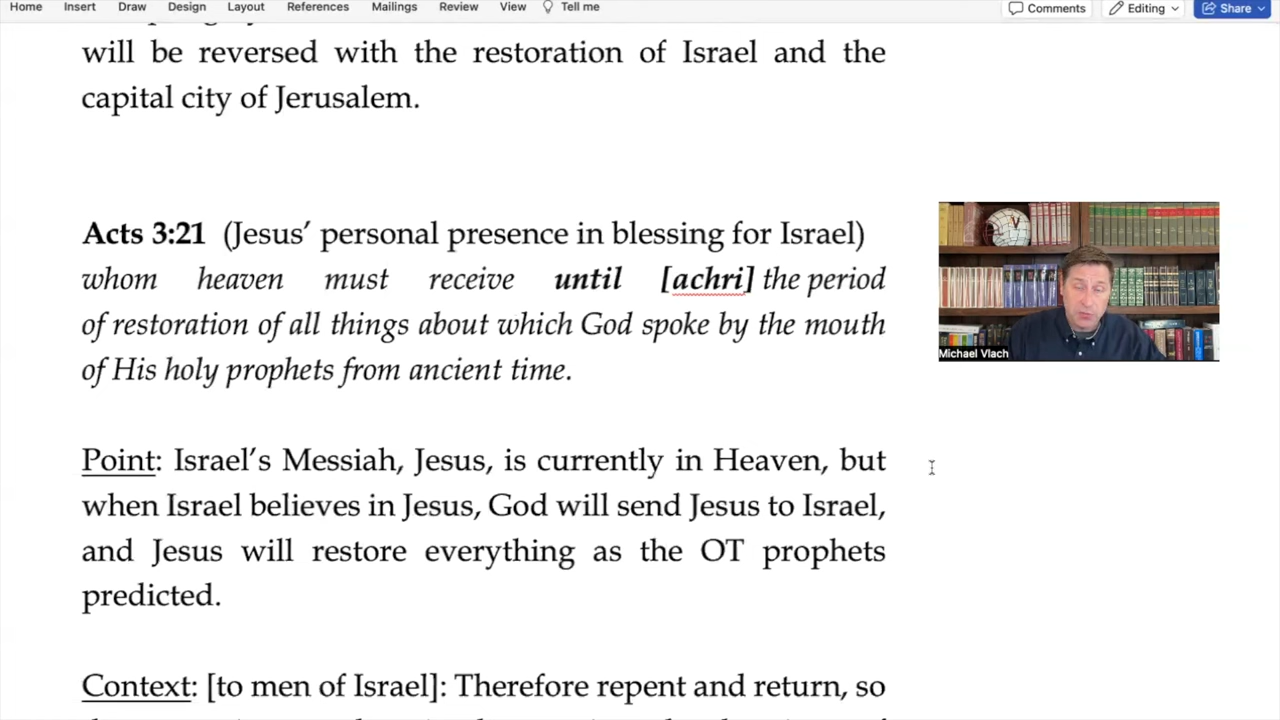 Home Insert Draw Design Layout References Mailings Review View Tell me Comments Editing Share
will be reversed with the restoration of Israel and the
capital city of Jerusalem.
Acts 3:21 (Jesus’ personal presence in blessing for Israel)
whom heaven must receive until [achri] the period
of restoration of all things about which God spoke by the mouth
of His holy prophets from ancient time.
V
Michael Vlach
Point: Israel’s Messiah, Jesus, is currently in Heaven, but
when Israel believes in Jesus, God will send Jesus to Israel,
and Jesus will restore everything as the OT prophets
predicted.
Context: [to men of Israel]: Therefore repent and return, so